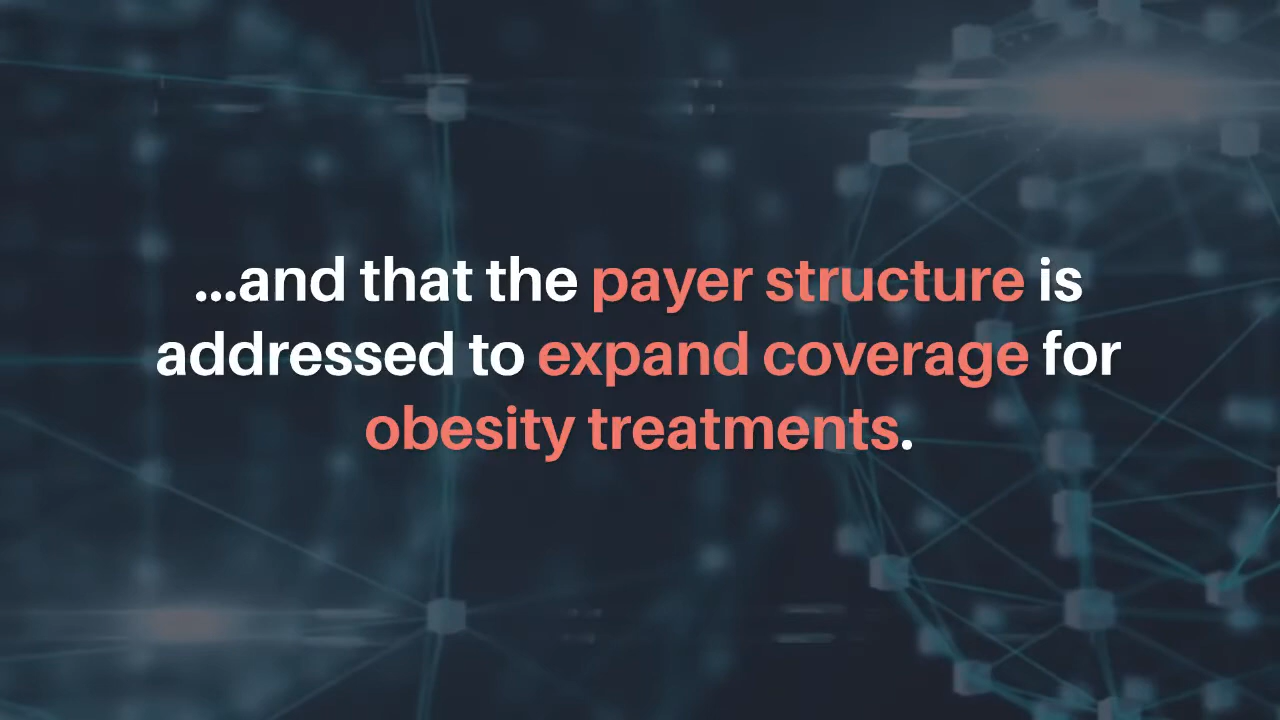 ...and that the payer structure is
addressed to expand coverage for
obesity treatments.